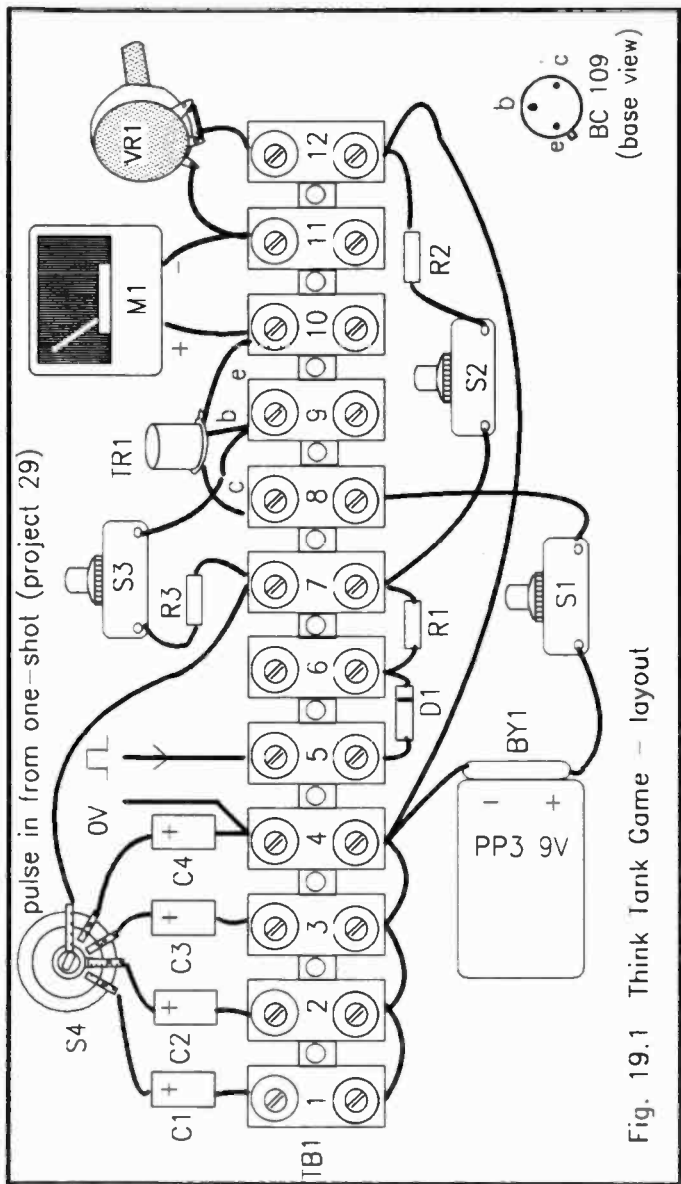 pulse in from one-shot (project 29)
S4
0V
S3
TR1
M1
VR1
+ -
C1
C2
C3
C4
+ + + +
R3
c b e
TB1
1 2 3 4 5 6 7 8 9 10 11 12
D1
R1
R2
S2
S1
BY1
- +
PP3 9V
b
e c
BC 109
(base view)
Fig. 19.1 Think Tank Game – layout